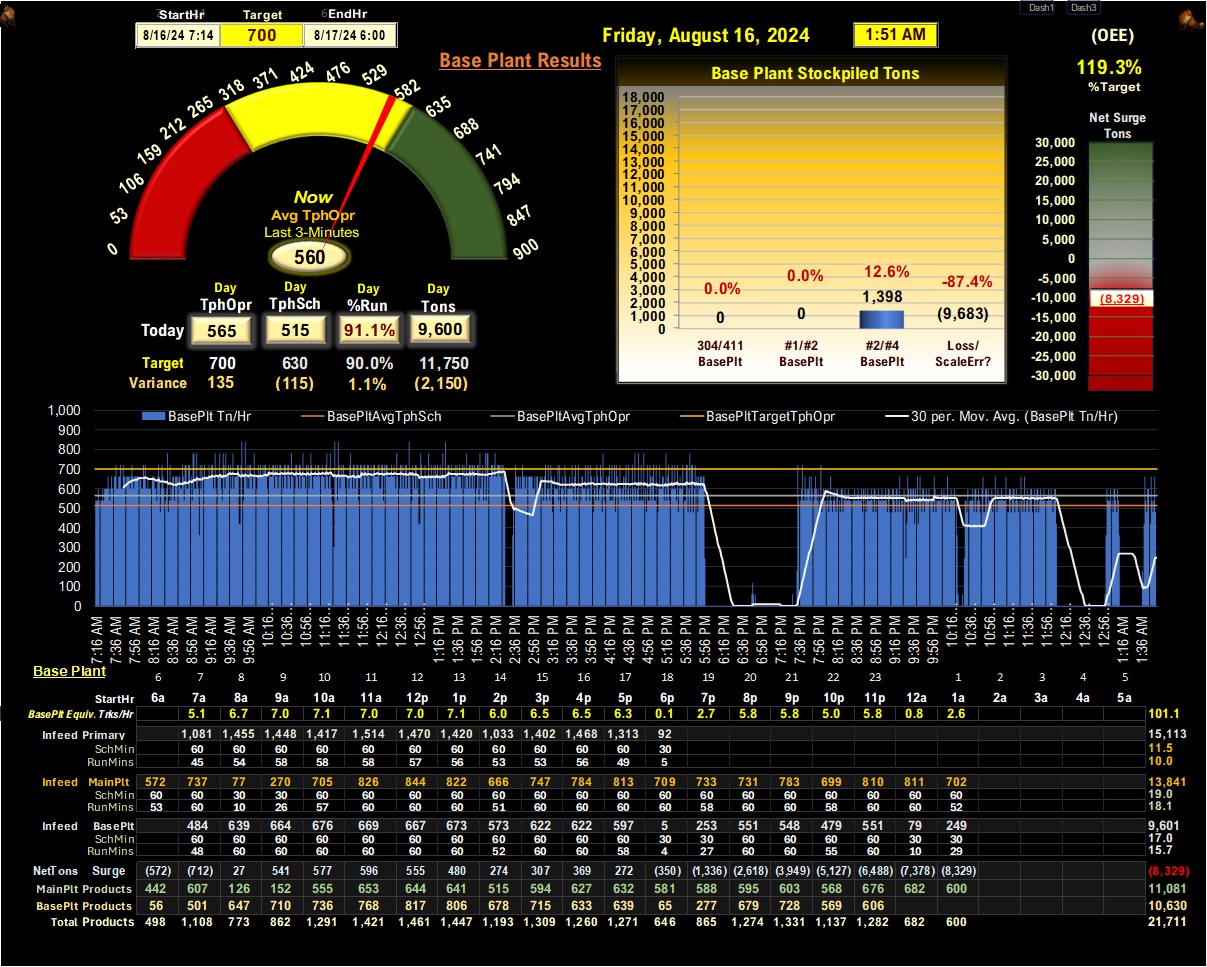 StartHr Target EndHr Dash1 Dash3
8/16/24 7:14 700 8/17/24 6:00
Friday, August 16, 2024 1:51 AM (OEE)
Base Plant Results
119.3%
%Target
Net Surge
Tons
0 53 106 159 212 265 318 371 424 476 529 582 635 688 741 794 847 900
Now
Avg TphOpr
Last 3-Minutes
560
Day Day Day Day
TphOpr TphSch %Run Tons
Today 565 515 91.1% 9,600
Target 700 630 90.0% 11,750
Variance 135 (115) 1.1% (2,150)
Base Plant Stockpiled Tons
18,000
17,000
16,000
15,000
14,000
13,000
12,000
11,000
10,000
9,000
8,000
7,000
6,000
5,000
4,000
3,000
2,000
1,000
0
0.0% 0.0% 12.6% -87.4%
0 0 1,398 (9,683)
304/411 #1/#2 #2/#4 Loss/
BasePlt BasePlt BasePlt ScaleErr?
30,000
25,000
20,000
15,000
10,000
5,000
0
-5,000
-10,000 (8,329)
-15,000
-20,000
-25,000
-30,000
BasePlt Tn/Hr BasePltAvgTphSch BasePltAvgTphOpr BasePltTargetTphOpr 30 per. Mov. Avg. (BasePlt Tn/Hr)
1,000
900
800
700
600
500
400
300
200
100
0
7:16 AM 7:36 AM 7:56 AM 8:16 AM 8:36 AM 8:56 AM 9:16 AM 9:36 AM 9:56 AM 10:16… 10:36… 10:56… 11:16… 11:36… 11:56… 12:16… 12:36… 12:56… 1:16 PM 1:36 PM 1:56 PM 2:16 PM 2:36 PM 2:56 PM 3:16 PM 3:36 PM 3:56 PM 4:16 PM 4:36 PM 4:56 PM 5:16 PM 5:36 PM 5:56 PM 6:16 PM 6:36 PM 6:56 PM 7:16 PM 7:36 PM 7:56 PM 8:16 PM 8:36 PM 8:56 PM 9:16 PM 9:36 PM 9:56 PM 10:16… 10:36… 10:56… 11:16… 11:36… 11:56… 12:16… 12:36… 12:56… 1:16 AM 1:36 AM
Base Plant 6 7 8 9 10 11 12 13 14 15 16 17 18 19 20 21 22 23 1 2 3 4 5
StartHr 6a 7a 8a 9a 10a 11a 12p 1p 2p 3p 4p 5p 6p 7p 8p 9p 10p 11p 12a 1a 2a 3a 4a 5a
BasePlt Equiv. Trks/Hr 5.1 6.7 7.0 7.1 7.0 7.0 7.1 6.0 6.5 6.5 6.3 0.1 2.7 5.8 5.8 5.0 5.8 0.8 2.6 101.1
Infeed Primary 1,081 1,455 1,448 1,417 1,514 1,470 1,420 1,033 1,402 1,468 1,313 92 15,113
SchMin 60 60 60 60 60 60 60 60 60 60 60 30 11.5
RunMins 45 54 58 58 58 57 56 53 53 56 49 5 10.0
Infeed MainPlt 572 737 77 270 705 826 844 822 666 747 784 813 709 733 731 783 699 810 811 702 13,841
SchMin 60 60 30 30 60 60 60 60 60 60 60 60 60 60 60 60 60 60 60 60 19.0
RunMins 53 60 10 26 57 60 60 60 51 60 60 60 60 58 60 60 58 60 60 52 18.1
Infeed BasePlt 484 639 664 676 669 667 673 573 622 622 597 5 253 551 548 479 551 79 249 9,601
SchMin 60 60 60 60 60 60 60 60 60 60 60 30 30 60 60 60 60 30 30 17.0
RunMins 48 60 60 60 60 60 60 52 60 60 58 4 27 60 60 55 60 10 29 15.7
NetTons Surge (572) (712) 27 541 577 596 555 480 274 307 369 272 (350) (1,336) (2,618) (3,949) (5,127) (6,488) (7,378) (8,329) (8,329)
MainPlt Products 442 607 126 152 555 653 644 641 515 594 627 632 581 588 595 603 568 676 682 600 11,081
BasePlt Products 56 501 647 710 736 768 817 806 678 715 633 639 65 277 679 728 569 606 10,630
Total Products 498 1,108 773 862 1,291 1,421 1,461 1,447 1,193 1,309 1,260 1,271 646 865 1,274 1,331 1,137 1,282 682 600 21,711